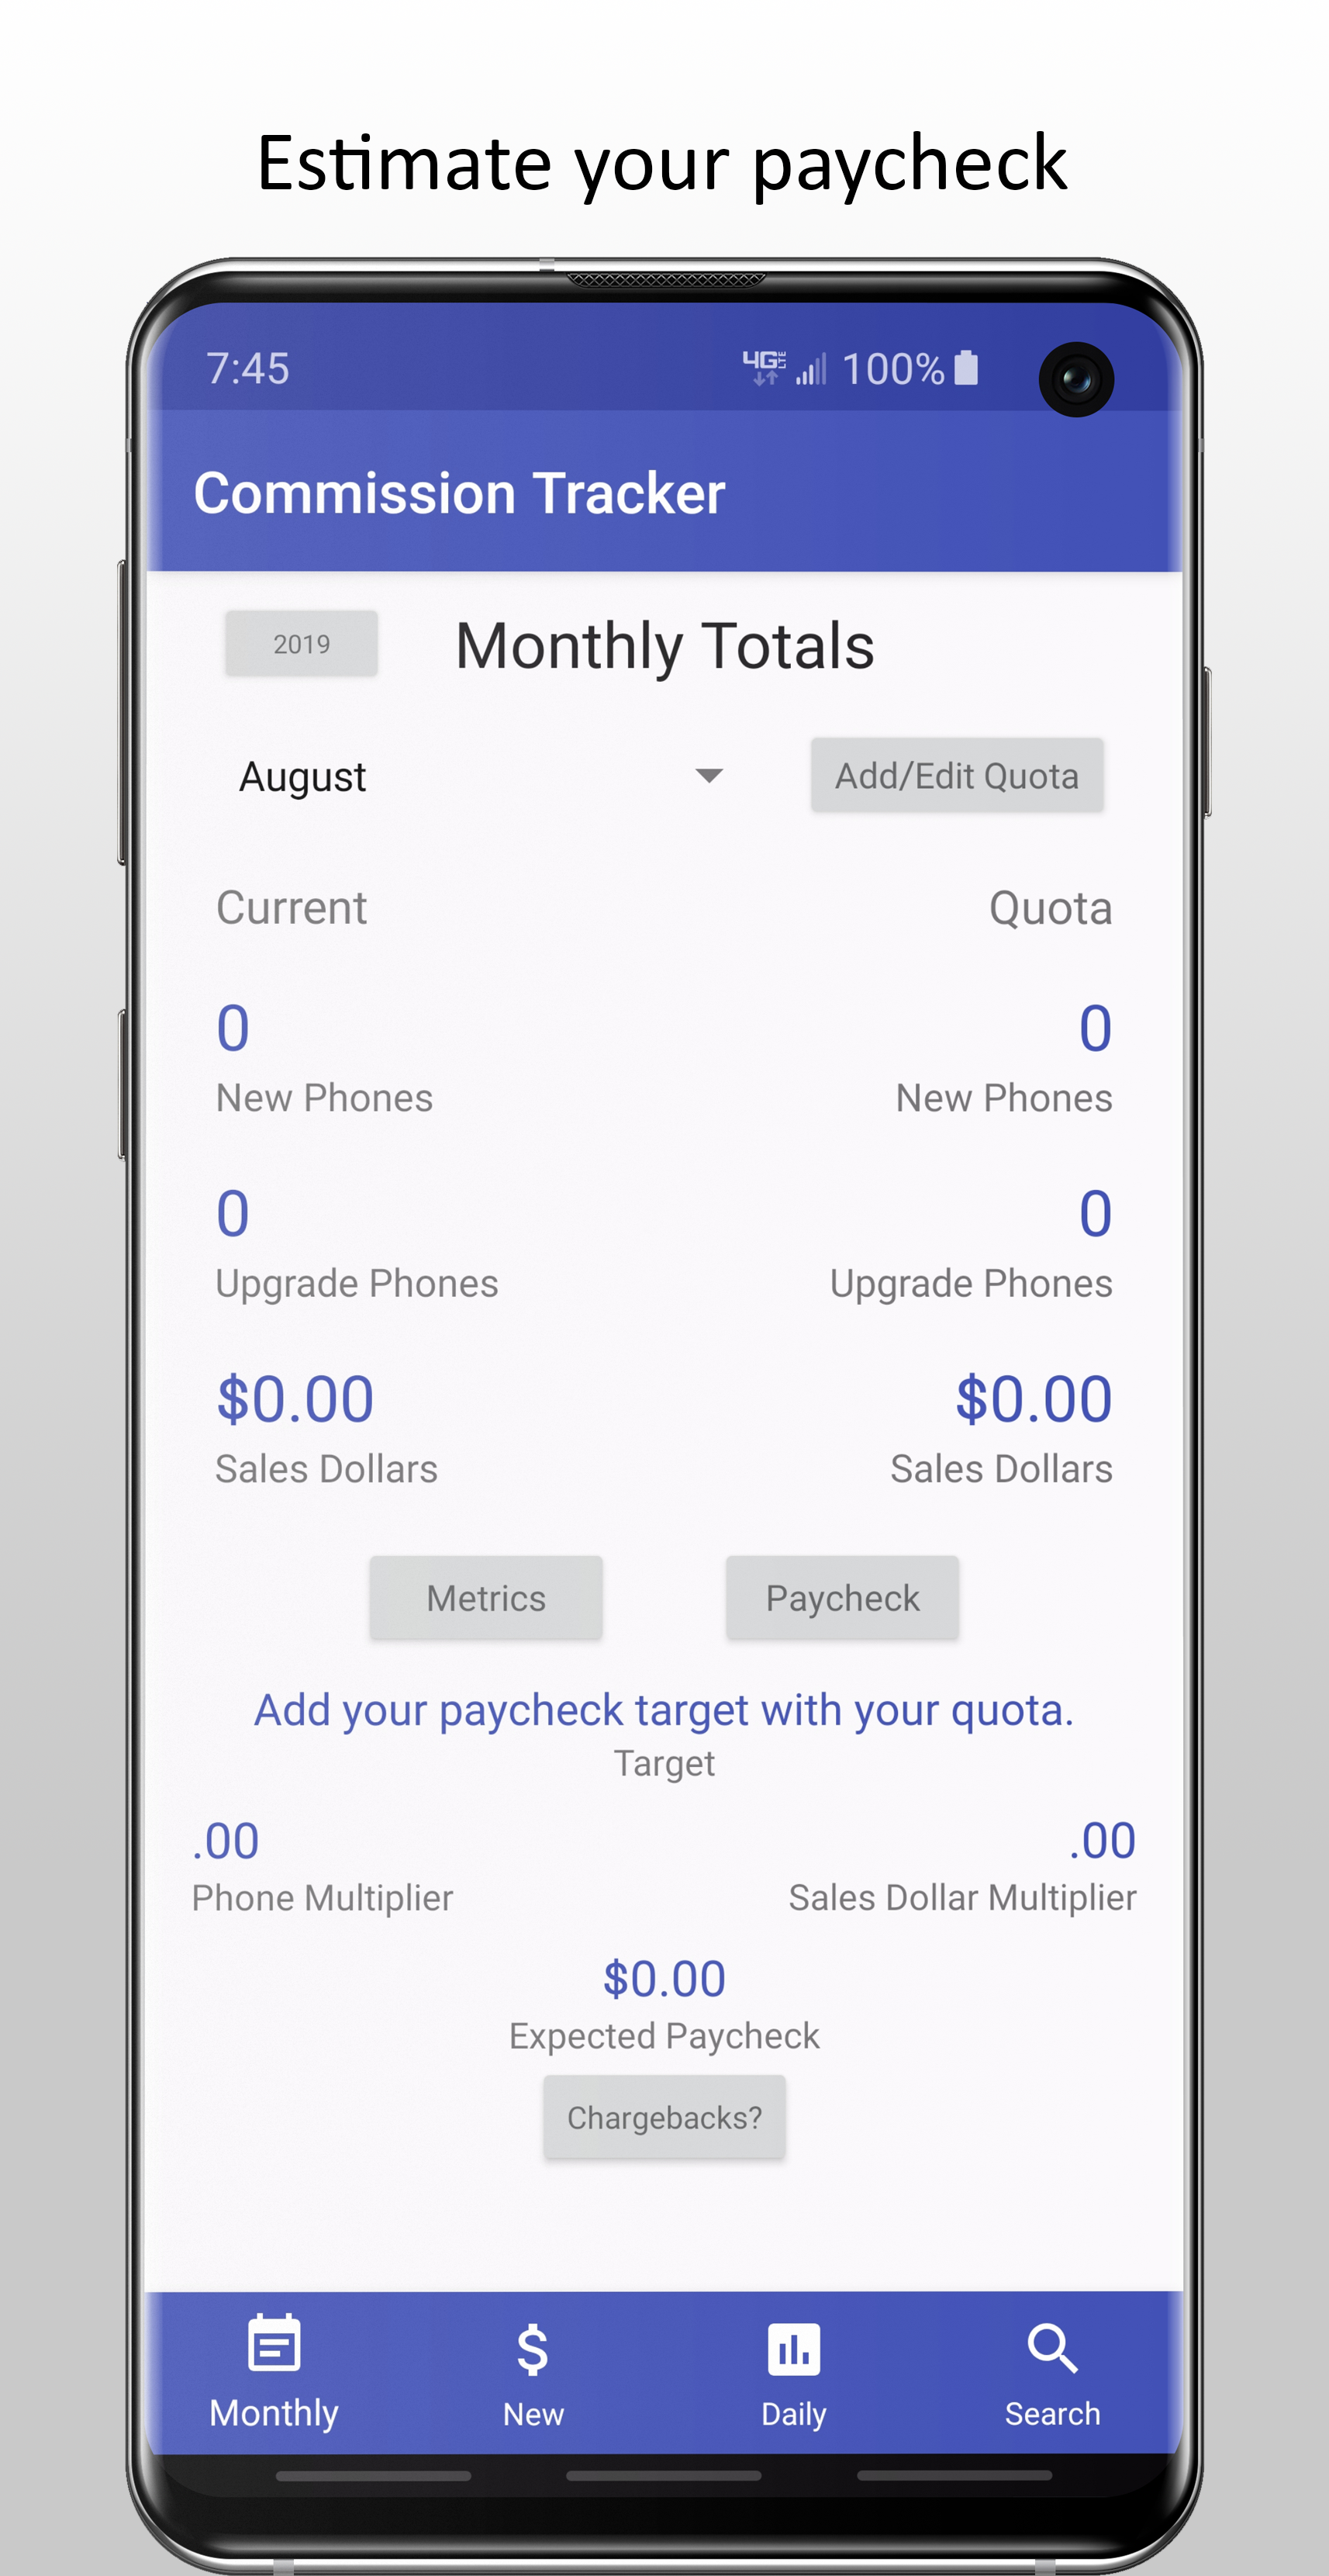 Estimate your paycheck
7:45 4G LTE 100%
Commission Tracker
2019 Monthly Totals
August Add/Edit Quota
Current Quota
0 0
New Phones New Phones
0 0
Upgrade Phones Upgrade Phones
$0.00 $0.00
Sales Dollars Sales Dollars
Metrics Paycheck
Add your paycheck target with your quota.
Target
.00 .00
Phone Multiplier Sales Dollar Multiplier
$0.00
Expected Paycheck
Chargebacks?
$
Monthly New Daily Search